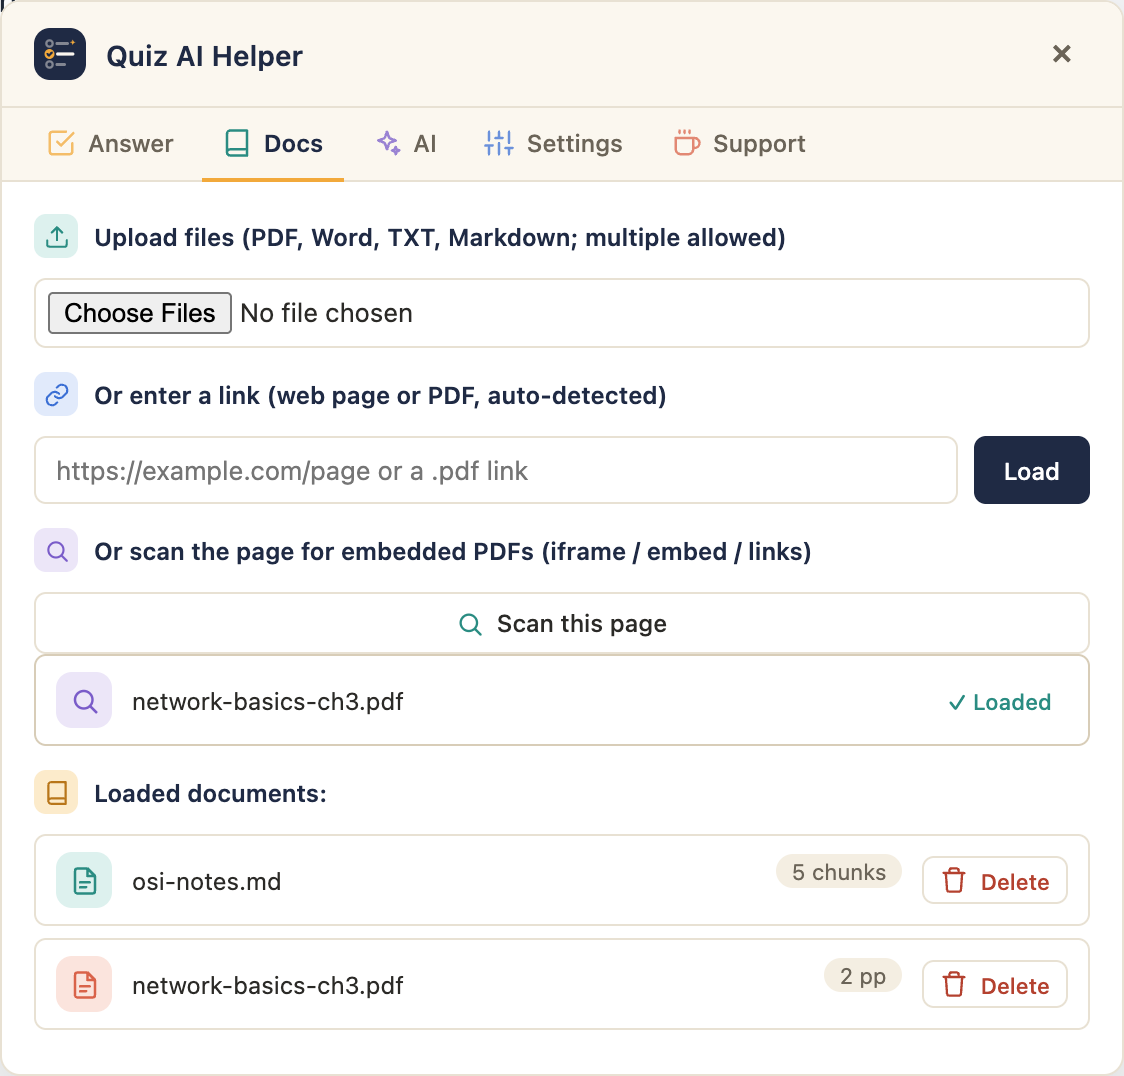 Quiz AI Helper
Answer
Docs
AI
Settings
Support
Upload files (PDF, Word, TXT, Markdown; multiple allowed)
Choose Files No file chosen
Or enter a link (web page or PDF, auto-detected)
https://example.com/page or a .pdf link
Load
Or scan the page for embedded PDFs (iframe / embed / links)
Scan this page
network-basics-ch3.pdf
✓ Loaded
Loaded documents:
osi-notes.md
5 chunks
Delete
network-basics-ch3.pdf
2 pp
Delete